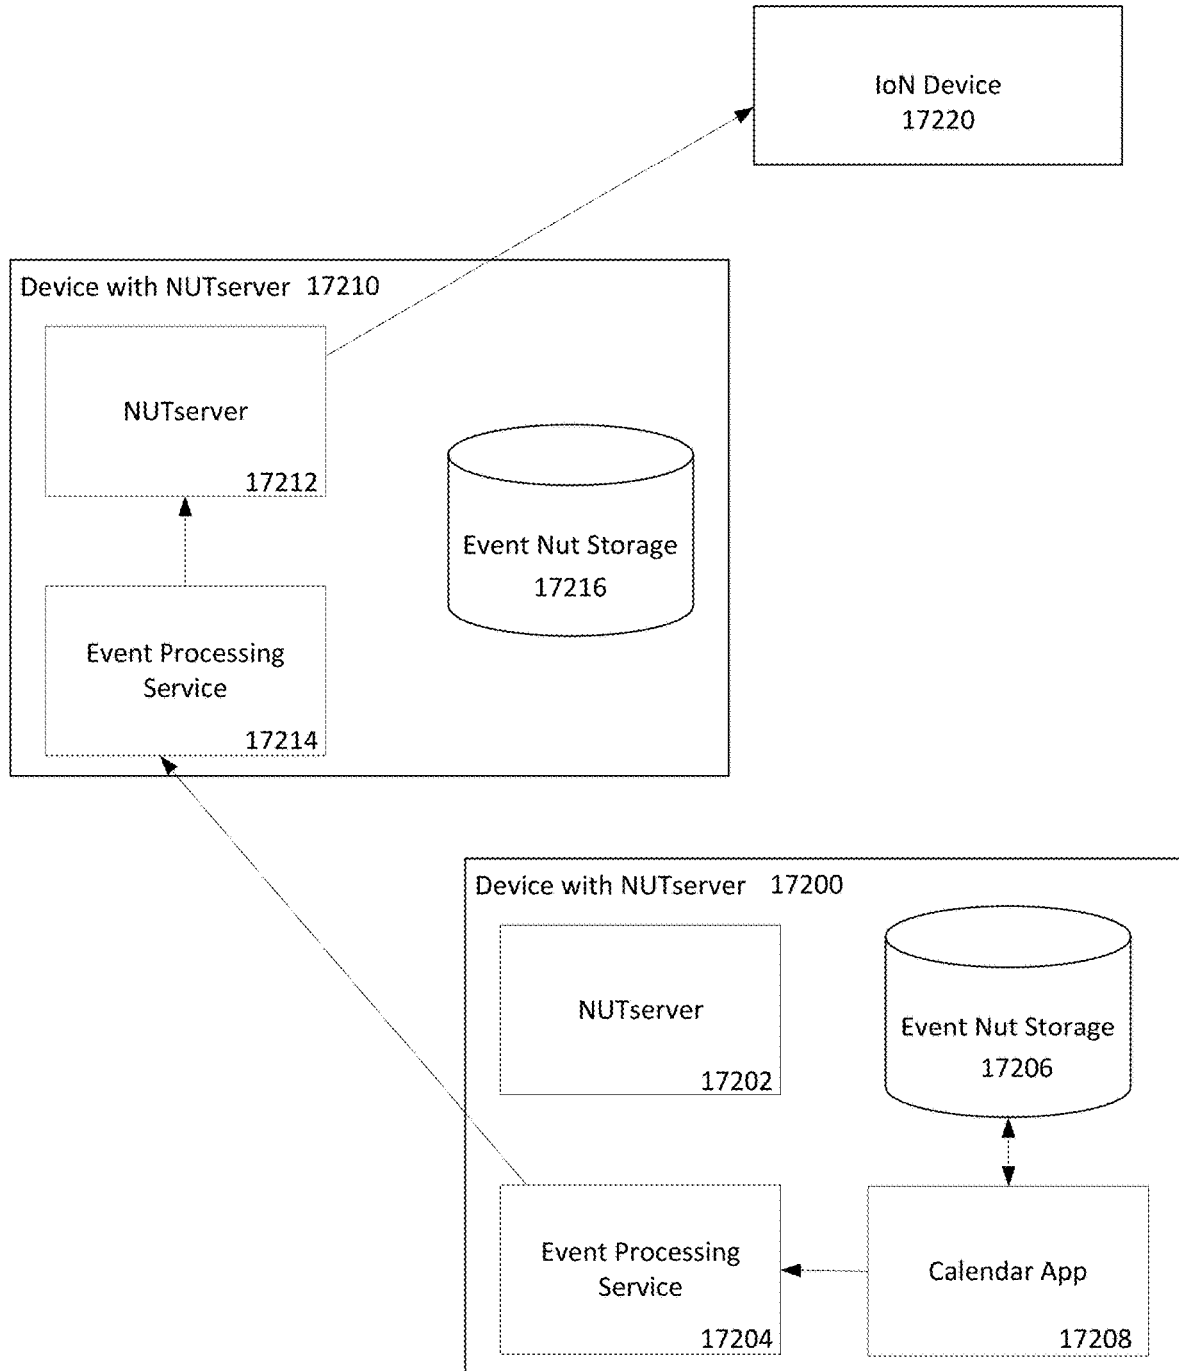 IoN Device
17220
Device with NUTserver 17210
NUTserver
17212
Event Nut Storage
17216
Event Processing
Service
17214
Device with NUTserver 17200
NUTserver
17202
Event Nut Storage
17206
Event Processing
Service
17204
Calendar App
17208